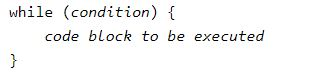 while (condition) {
    code block to be executed
}